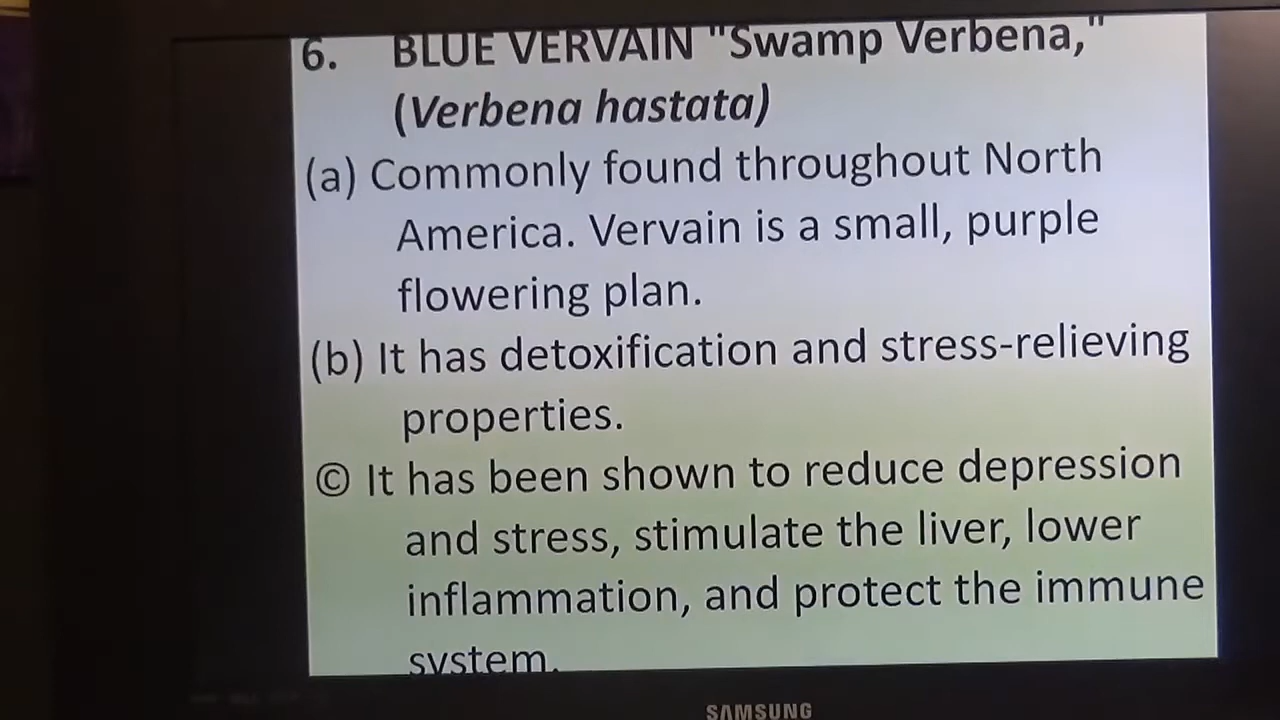 6. BLUE VERVAIN "Swamp Verbena,"
(Verbena hastata)
(a) Commonly found throughout North
America. Vervain is a small, purple
flowering plan.
(b) It has detoxification and stress-relieving
properties.
© It has been shown to reduce depression
and stress, stimulate the liver, lower
inflammation, and protect the immune
system.
SAMSUNG